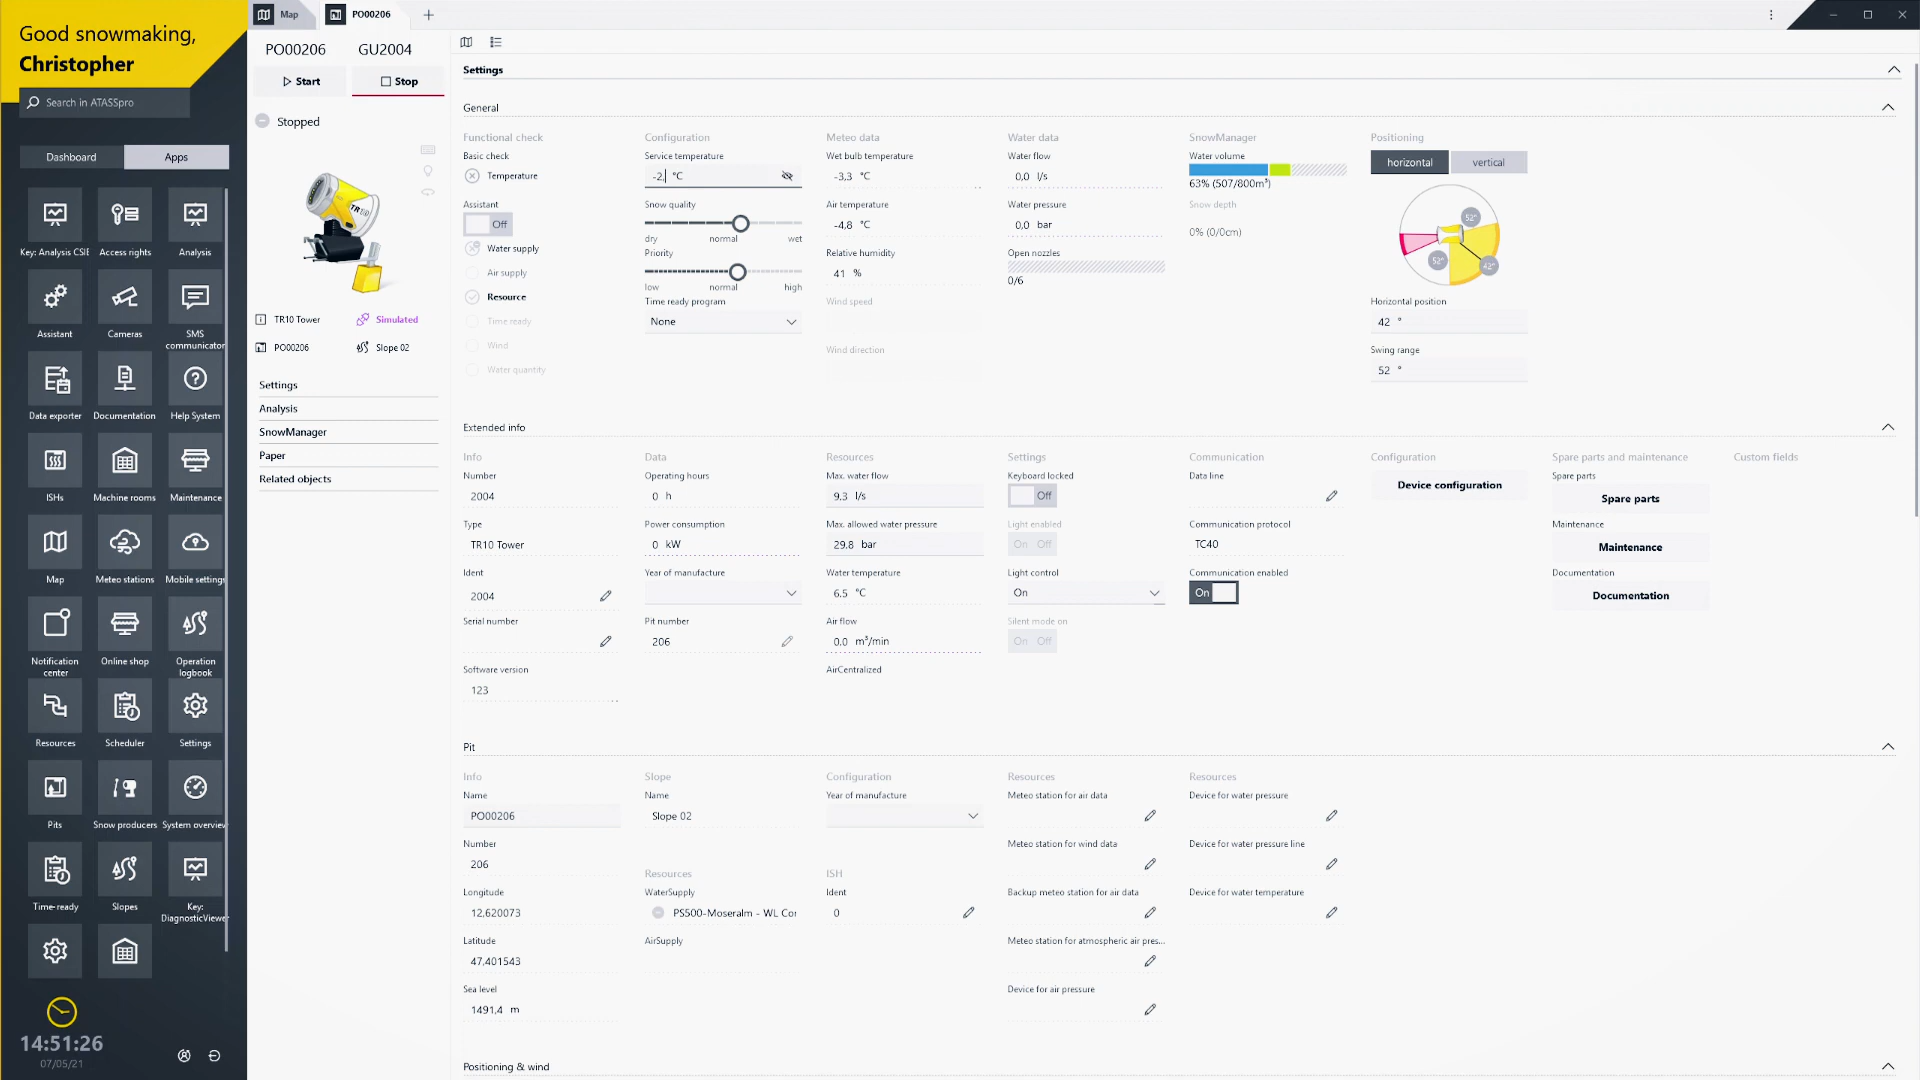 Good snowmaking,
Christopher
Search in ATASSpro
Dashboard
Apps
Key: Analysis CSIE
Access rights
Analysis
Assistant
Cameras
SMS
communicator
Data exporter
Documentation
Help System
ISHs
Machine rooms
Maintenance
Map
Meteo stations
Mobile settings
Notification
center
Online shop
Operation
logbook
Resources
Scheduler
Settings
Pits
Snow producers
System overview
Time-ready
Slopes
Key:
DiagnosticViewer
14:51:26
07/05/21
Map
PO00206
PO00206
GU2004
Start
Stop
Stopped
TR10 Tower
Simulated
PO00206
Slope 02
Settings
Analysis
SnowManager
Paper
Related objects
Settings
General
Functional check
Basic check
Temperature
Assistant
Off
Water supply
Air supply
Resource
Time ready
Wind
Water quantity
Configuration
Service temperature
-2, °C
Snow quality
dry normal wet
Priority
low normal high
Time ready program
None
Meteo data
Wet bulb temperature
-3,3 °C
Air temperature
-4,8 °C
Relative humidity
41 %
Wind speed
Wind direction
Water data
Water flow
0,0 l/s
Water pressure
0,0 bar
Open nozzles
0/6
SnowManager
Water volume
63% (507/800m³)
Snow depth
0% (0/0cm)
Positioning
horizontal
vertical
52°
52°
42°
Horizontal position
42 °
Swing range
52 °
Extended info
Info
Number
2004
Type
TR10 Tower
Ident
2004
Serial number
Software version
123
Data
Operating hours
0 h
Power consumption
0 kW
Year of manufacture
Pit number
206
Resources
Max. water flow
9,3 l/s
Max. allowed water pressure
29,8 bar
Water temperature
6,5 °C
Air flow
0,0 m³/min
AirCentralized
Settings
Keyboard locked
Off
Light enabled
On Off
Light control
On
Silent mode on
On Off
Communication
Data line
Communication protocol
TC40
Communication enabled
On
Configuration
Device configuration
Spare parts and maintenance
Spare parts
Spare parts
Maintenance
Maintenance
Documentation
Documentation
Custom fields
Pit
Info
Name
PO00206
Number
206
Longitude
12,620073
Latitude
47,401543
Sea level
1491,4 m
Slope
Name
Slope 02
Resources
WaterSupply
PS500-Moseralm - WL Cor
AirSupply
Configuration
Year of manufacture
ISH
Ident
0
Resources
Meteo station for air data
Meteo station for wind data
Backup meteo station for air data
Meteo station for atmospheric air pres...
Device for air pressure
Resources
Device for water pressure
Device for water pressure line
Device for water temperature
Positioning & wind